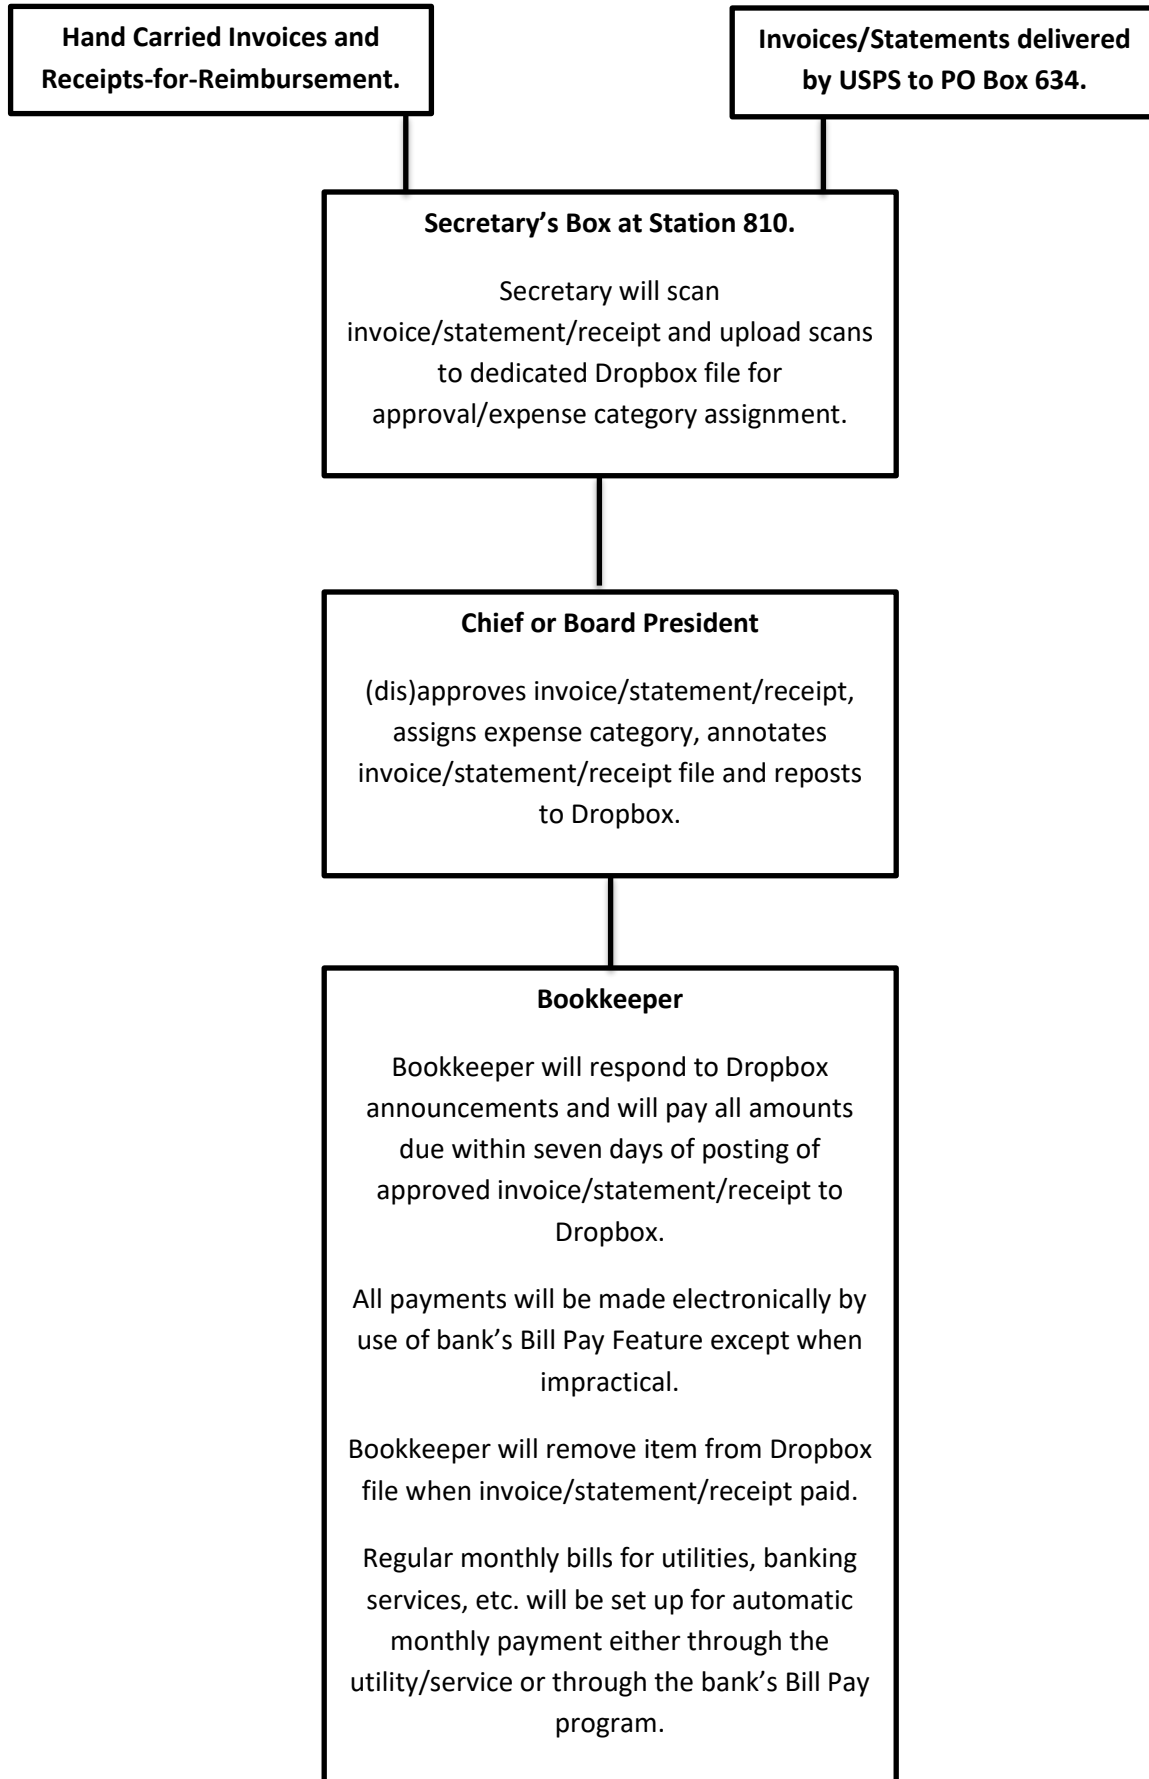 Hand Carried Invoices and
Receipts-for-Reimbursement.
Invoices/Statements delivered
by USPS to PO Box 634.
Secretary’s Box at Station 810.
Secretary will scan
invoice/statement/receipt and upload scans
to dedicated Dropbox file for
approval/expense category assignment.
Chief or Board President
(dis)approves invoice/statement/receipt,
assigns expense category, annotates
invoice/statement/receipt file and reposts
to Dropbox.
Bookkeeper
Bookkeeper will respond to Dropbox
announcements and will pay all amounts
due within seven days of posting of
approved invoice/statement/receipt to
Dropbox.
All payments will be made electronically by
use of bank’s Bill Pay Feature except when
impractical.
Bookkeeper will remove item from Dropbox
file when invoice/statement/receipt paid.
Regular monthly bills for utilities, banking
services, etc. will be set up for automatic
monthly payment either through the
utility/service or through the bank’s Bill Pay
program.